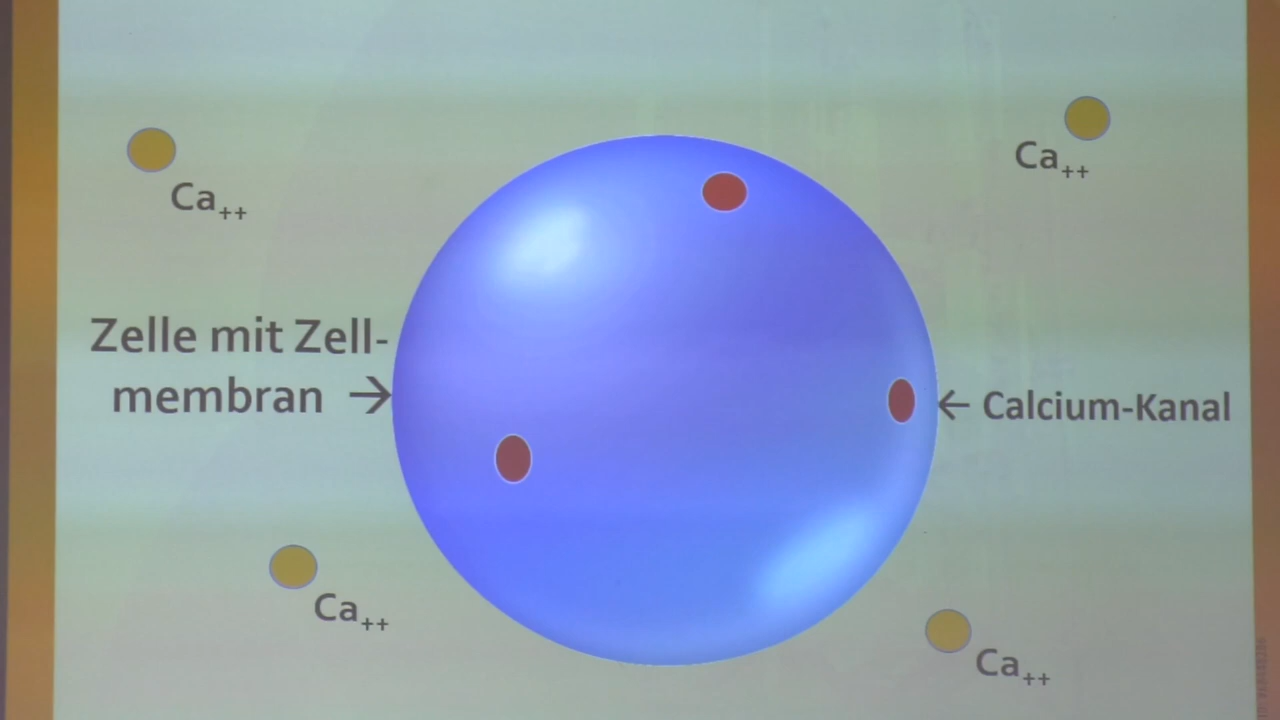 Ca++
Ca++
Zelle mit Zell-
membran →
← Calcium-Kanal
Ca++
Ca++